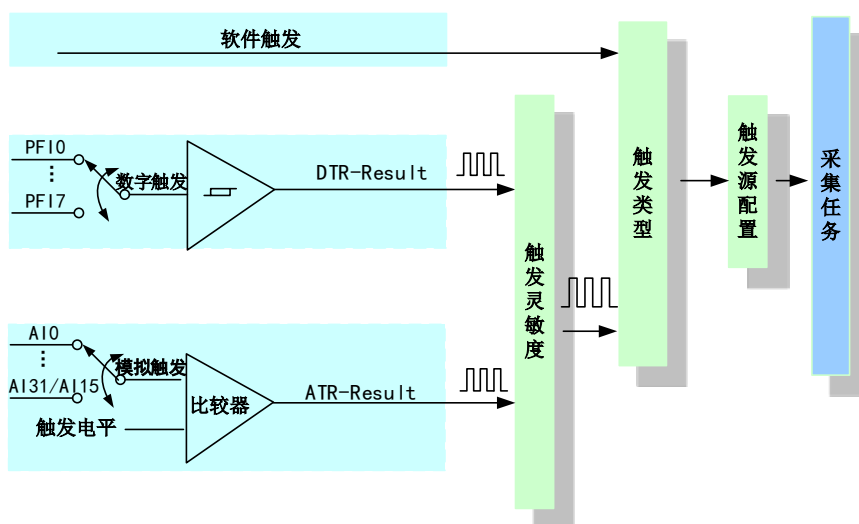 软件触发
PFI0
⋮
PFI7
数字触发
DTR-Result
AI0
⋮
AI31/AI15
模拟触发
触发电平
比较器
ATR-Result
触发灵敏度
触发类型
触发源配置
采集任务